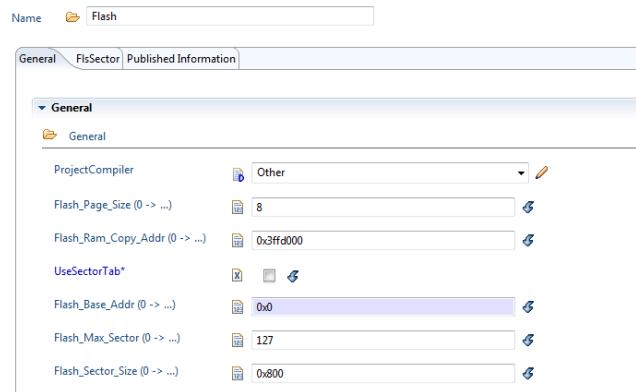 Name Flash
General FlsSector Published Information
General
General
ProjectCompiler Other
Flash_Page_Size (0 -> ...) 8
Flash_Ram_Copy_Addr (0 -> ...) 0x3ffd000
UseSectorTab*
Flash_Base_Addr (0 -> ...) 0x0
Flash_Max_Sector (0 -> ...) 127
Flash_Sector_Size (0 -> ...) 0x800